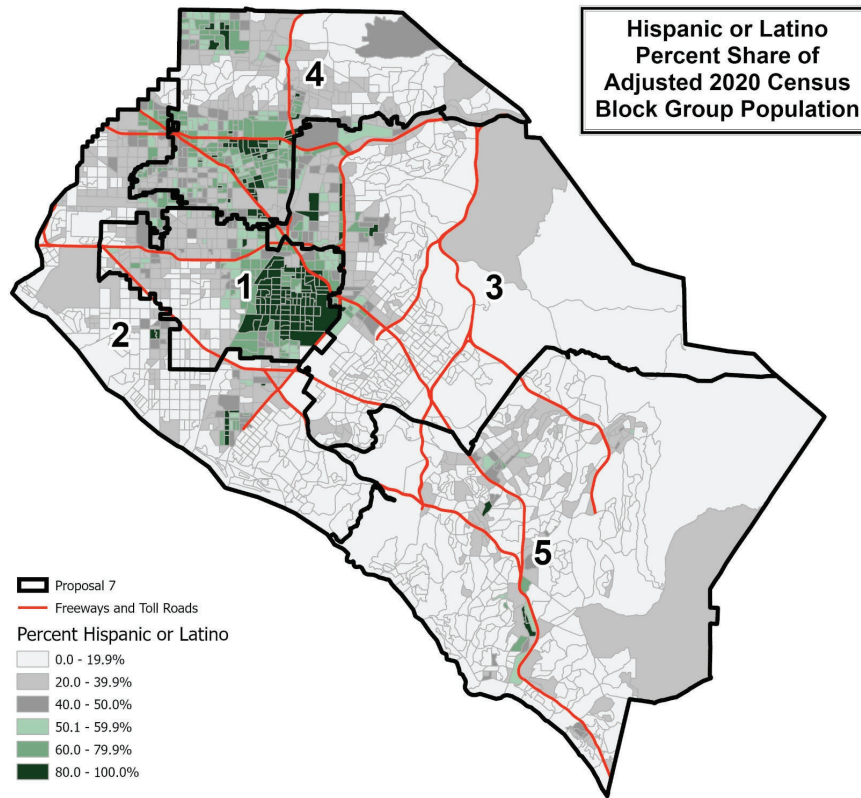 Hispanic or Latino
Percent Share of
Adjusted 2020 Census
Block Group Population
4
1
3
2
5
Proposal 7
Freeways and Toll Roads
Percent Hispanic or Latino
0.0 - 19.9%
20.0 - 39.9%
40.0 - 50.0%
50.1 - 59.9%
60.0 - 79.9%
80.0 - 100.0%